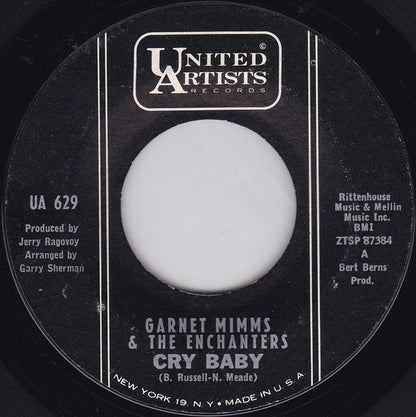 ©
UNITED
ARTISTS
RECORDS
UA 629
Produced by
Jerry Ragovoy
Arranged by
Garry Sherman
Rittenhouse
Music & Mellin
Music Inc.
BMI
ZTSP 87384
A
Bert Berns
Prod.
GARNET MIMMS
& THE ENCHANTERS
CRY BABY
(B. Russell-N. Meade)
NEW YORK 19 N.Y. • MADE IN U.S.A.